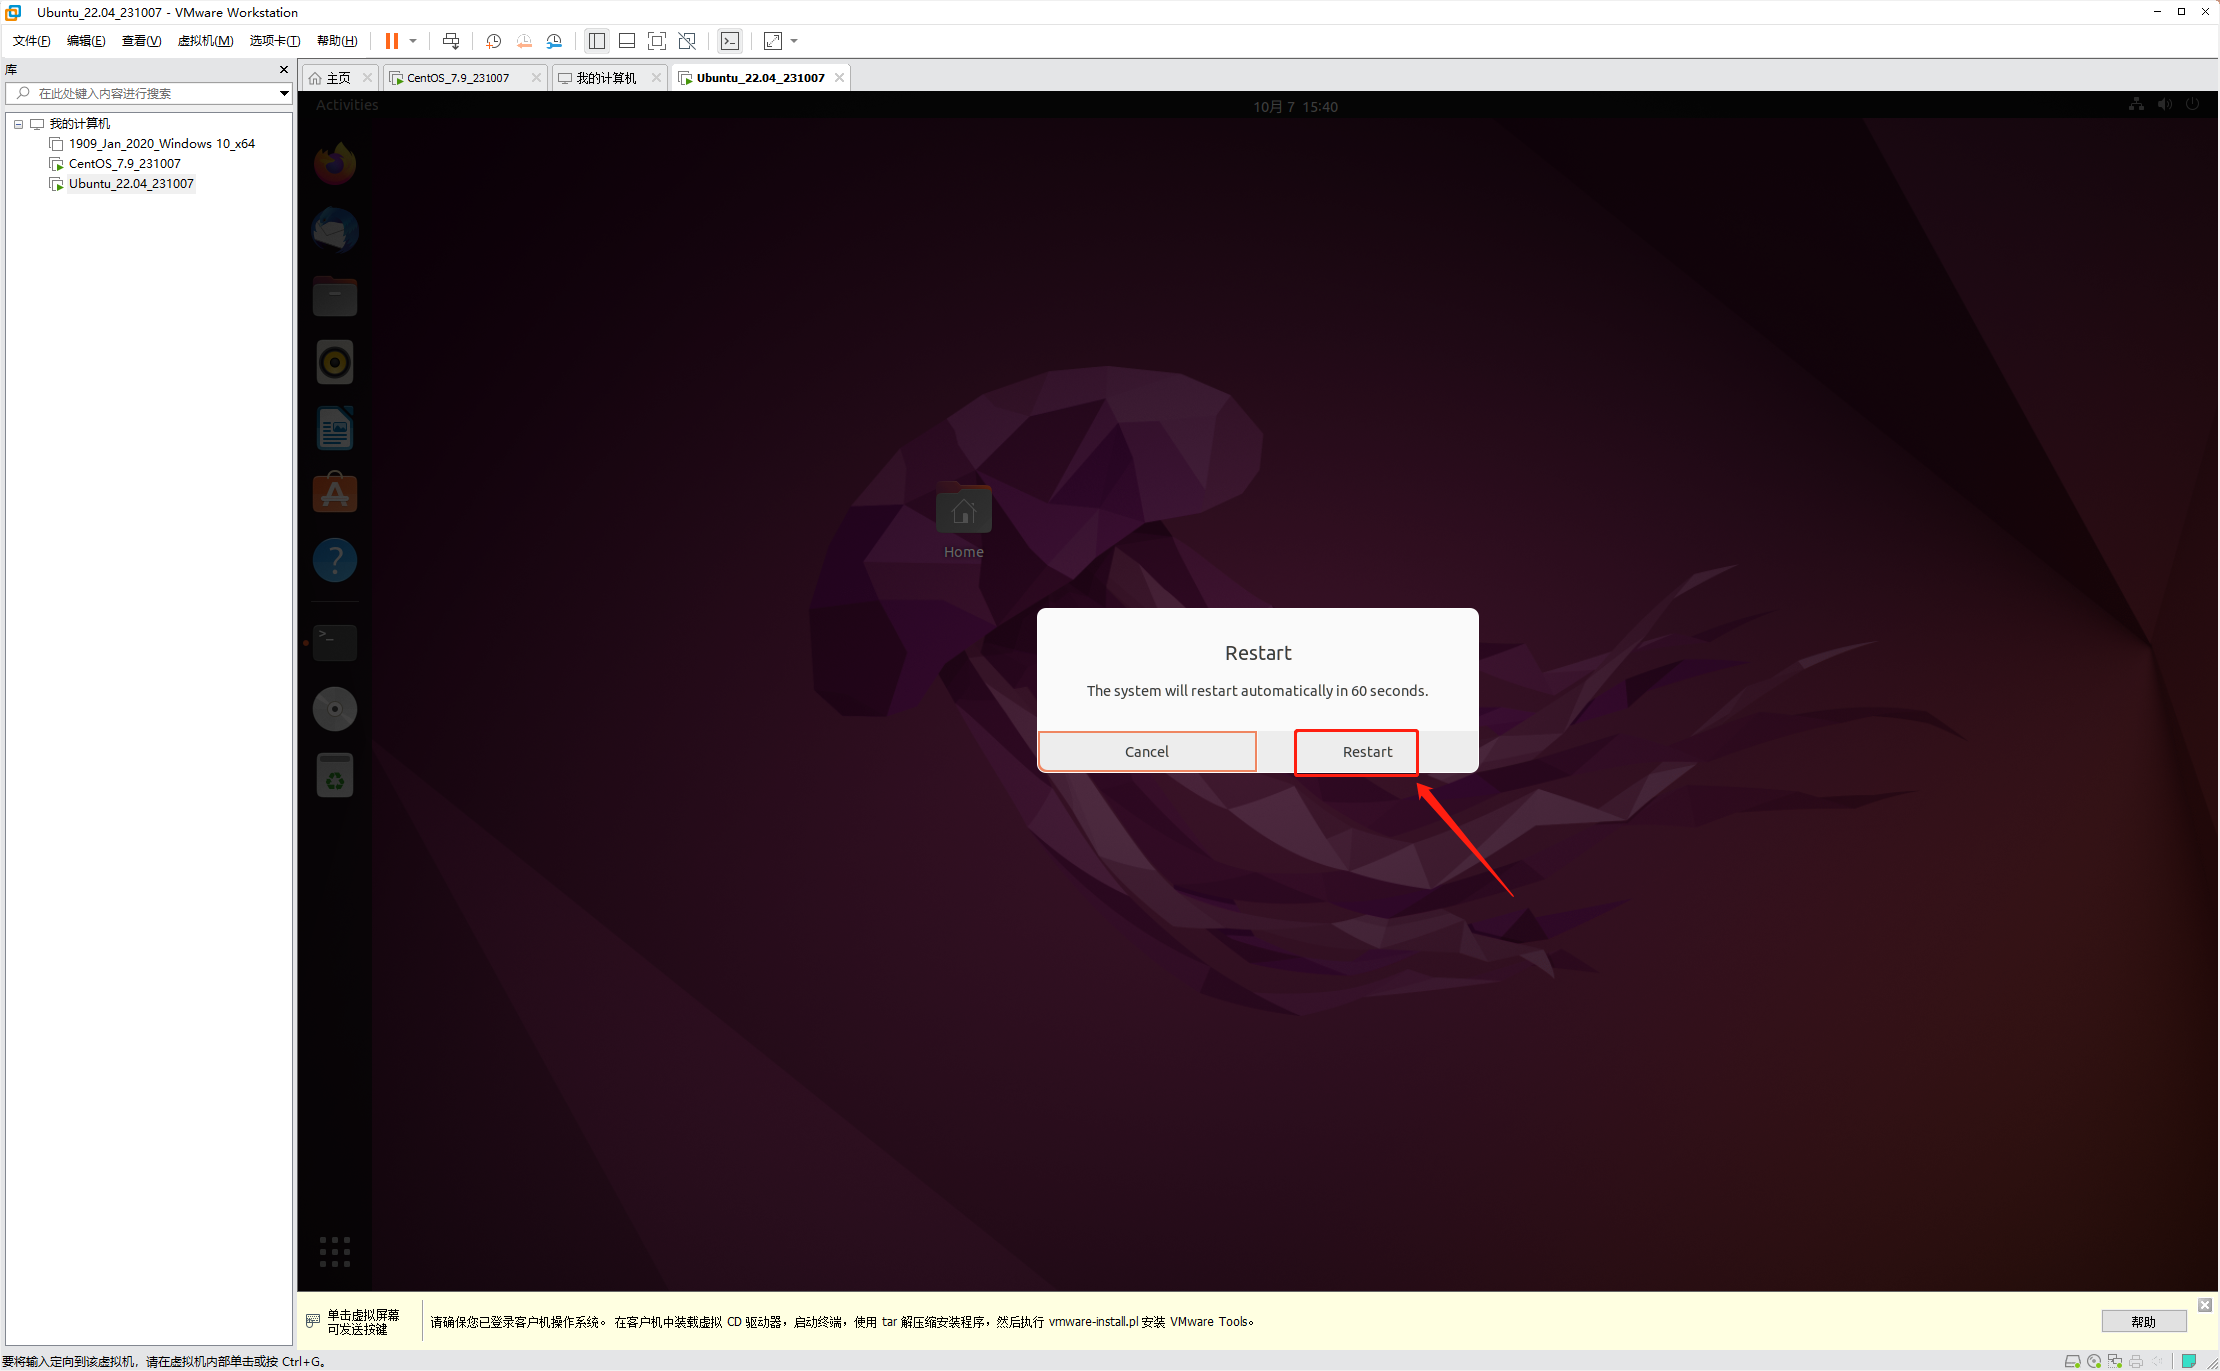 Ubuntu_22.04_231007 - VMware Workstation
文件(F) 编辑(E) 查看(V) 虚拟机(M) 选项卡(T) 帮助(H)
库
主页 CentOS_7.9_231007 我的计算机 Ubuntu_22.04_231007
在此处键入内容进行搜索
Activities 10月 7 15:40
我的计算机
1909_Jan_2020_Windows 10_x64
CentOS_7.9_231007
Ubuntu_22.04_231007
Home
Restart
The system will restart automatically in 60 seconds.
Cancel Restart
单击虚拟屏幕
可发送按键
请确保您已登录客户机操作系统。在客户机中装载虚拟 CD 驱动器，启动终端，使用 tar 解压缩安装程序，然后执行 vmware-install.pl 安装 VMware Tools。
帮助
要将输入定向到该虚拟机，请在虚拟机内部单击或按 Ctrl+G。